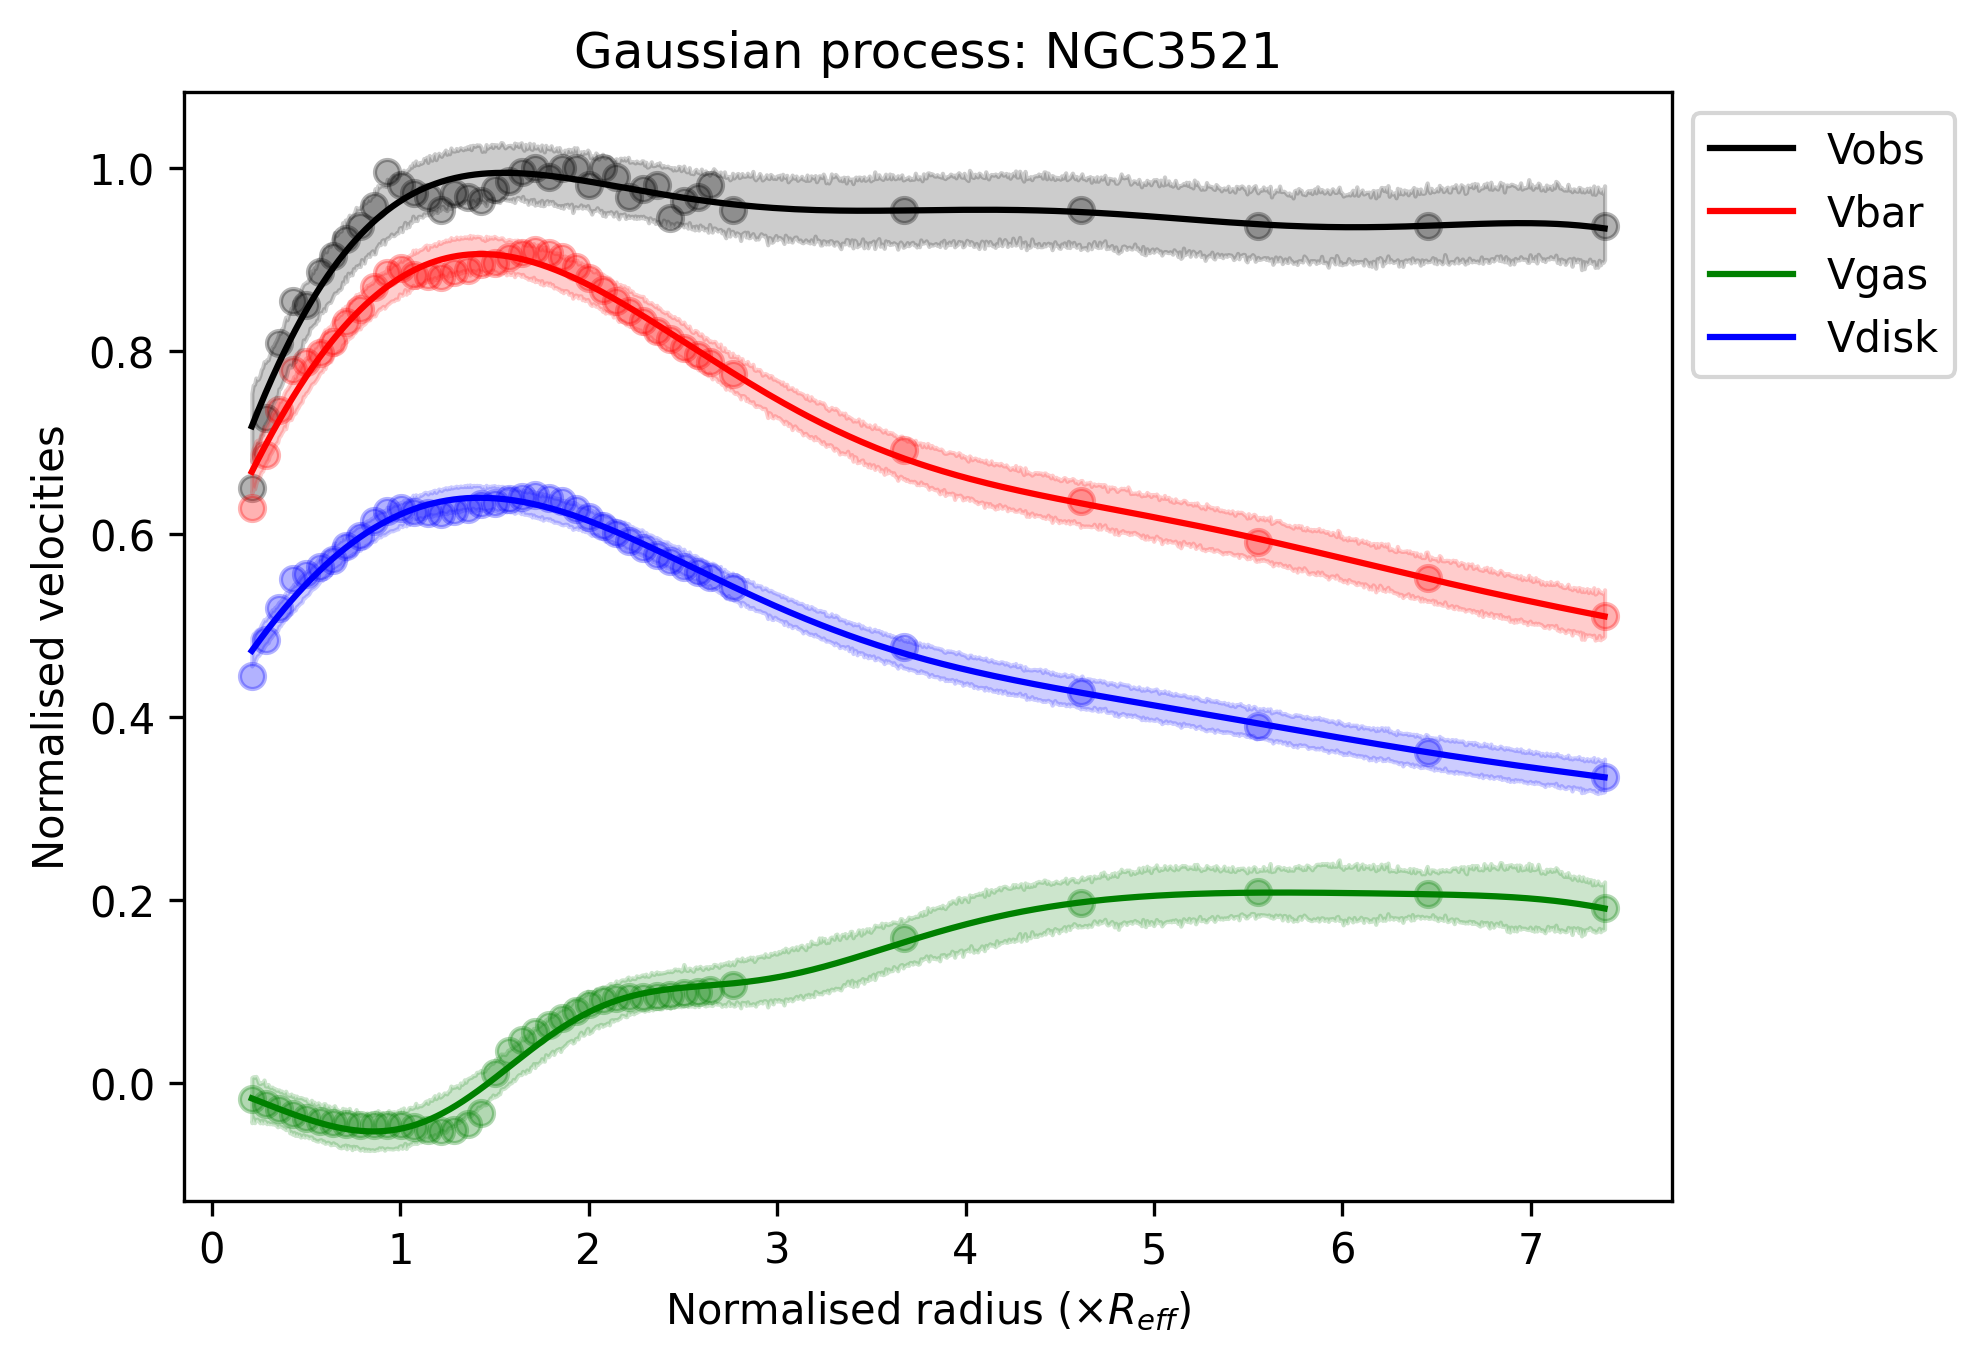 Gaussian process: NGC3521
Normalised velocities
1.0
0.8
0.6
0.4
0.2
0.0
0 1 2 3 4 5 6 7
Normalised radius (×R_eff)
Vobs
Vbar
Vgas
Vdisk